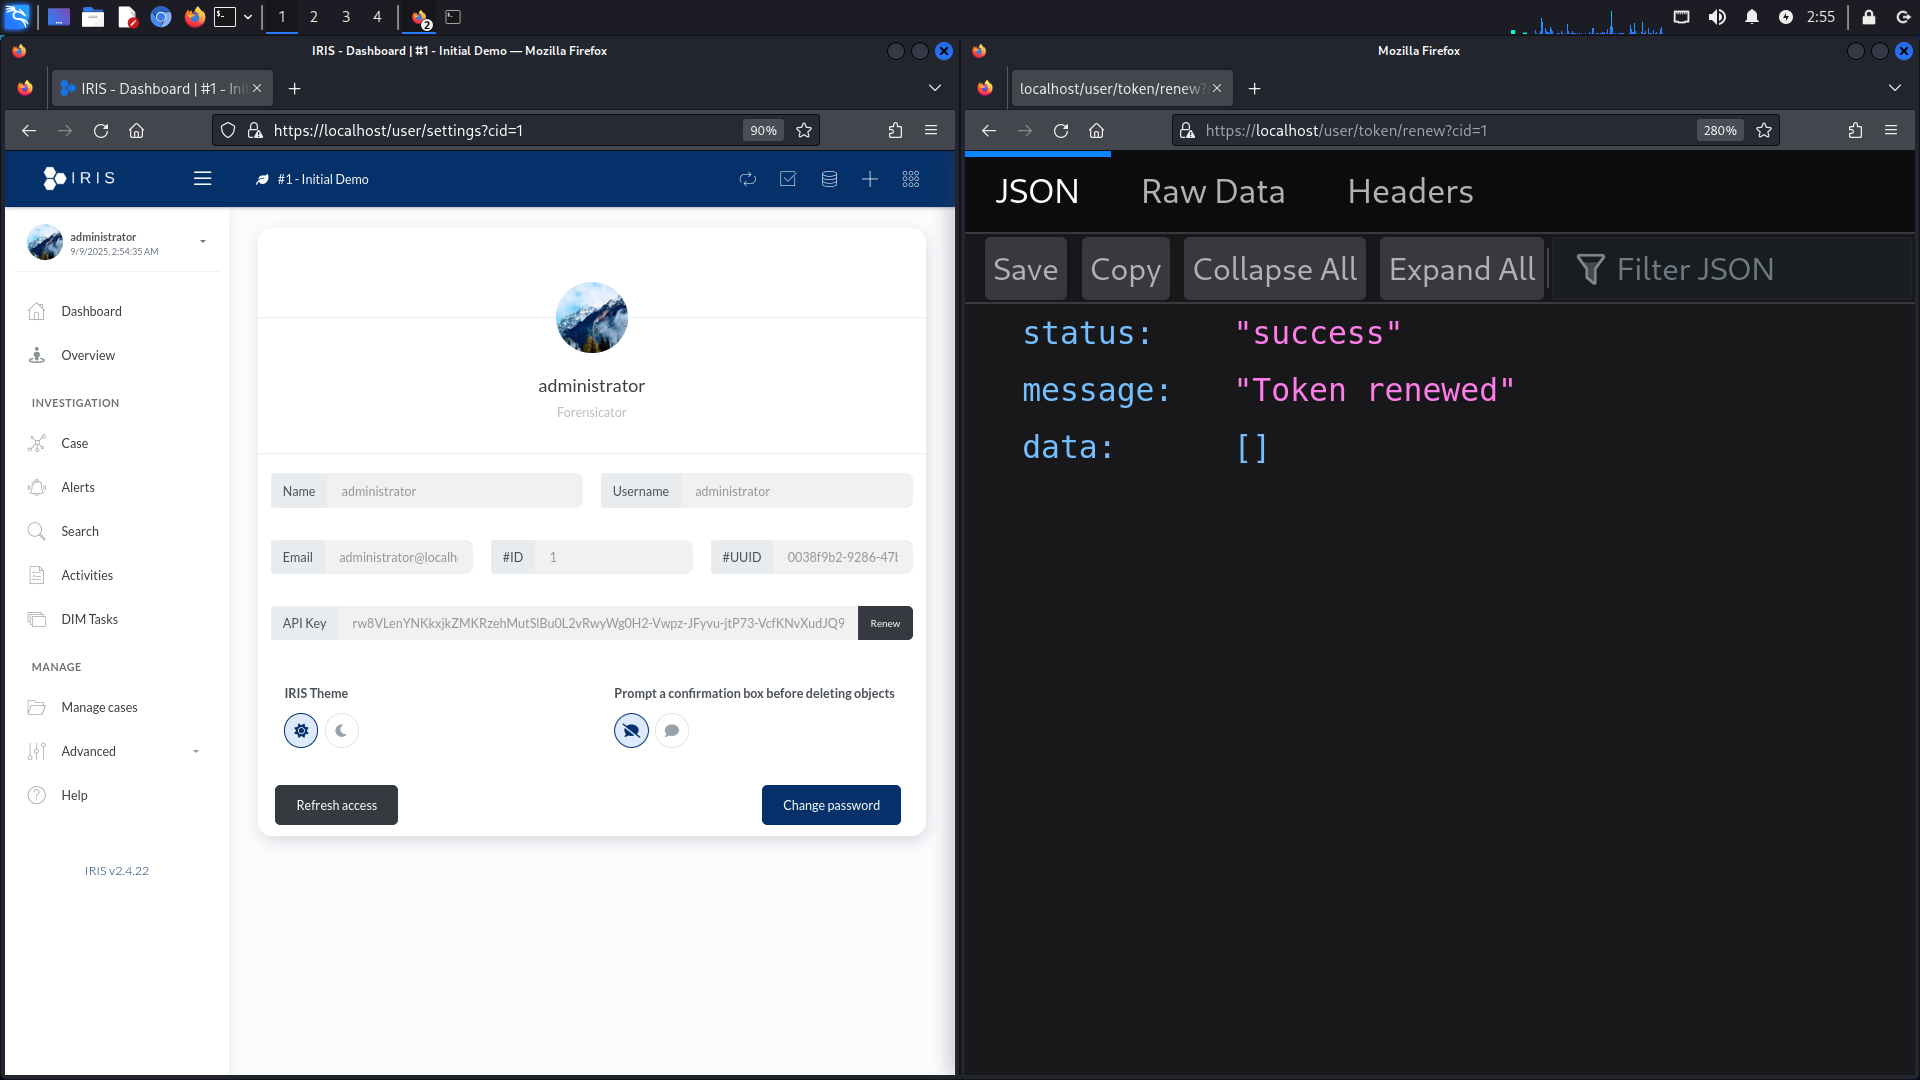 1
2
3
4
2
2:55
IRIS - Dashboard | #1 - Initial Demo — Mozilla Firefox
IRIS - Dashboard | #1 - Init
https://localhost/user/settings?cid=1
90%
IRIS
#1 - Initial Demo
administrator
9/9/2025, 2:54:35 AM
Dashboard
Overview
INVESTIGATION
Case
Alerts
Search
Activities
DIM Tasks
MANAGE
Manage cases
Advanced
Help
IRIS v2.4.22
administrator
Forensicator
Name
administrator
Username
administrator
Email
administrator@localh
#ID
1
#UUID
0038f9b2-9286-47b
API Key
rw8VLenYNKkxjkZMKRzehMutSlBu0L2vRwyWg0H2-Vwpz-JFyvu-jtP73-VcfKNvXudJQ9
Renew
IRIS Theme
Prompt a confirmation box before deleting objects
Refresh access
Change password
Mozilla Firefox
localhost/user/token/renew?c
https://localhost/user/token/renew?cid=1
280%
JSON
Raw Data
Headers
Save
Copy
Collapse All
Expand All
Filter JSON
status: "success"
message: "Token renewed"
data: []